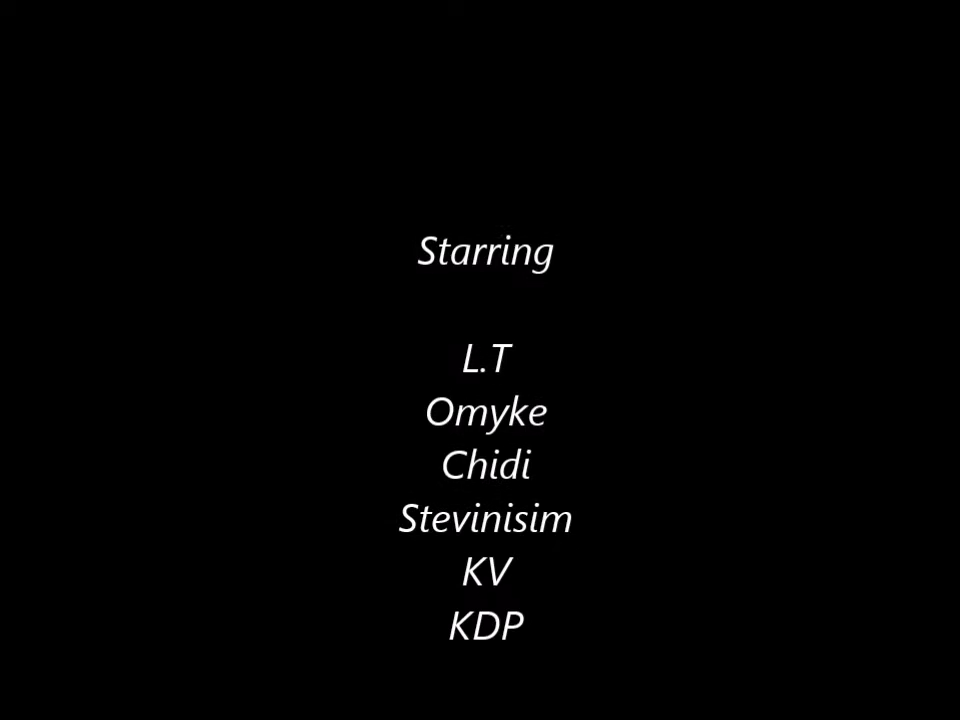 Starring
L.T
Omyke
Chidi
Stevinisim
KV
KDP